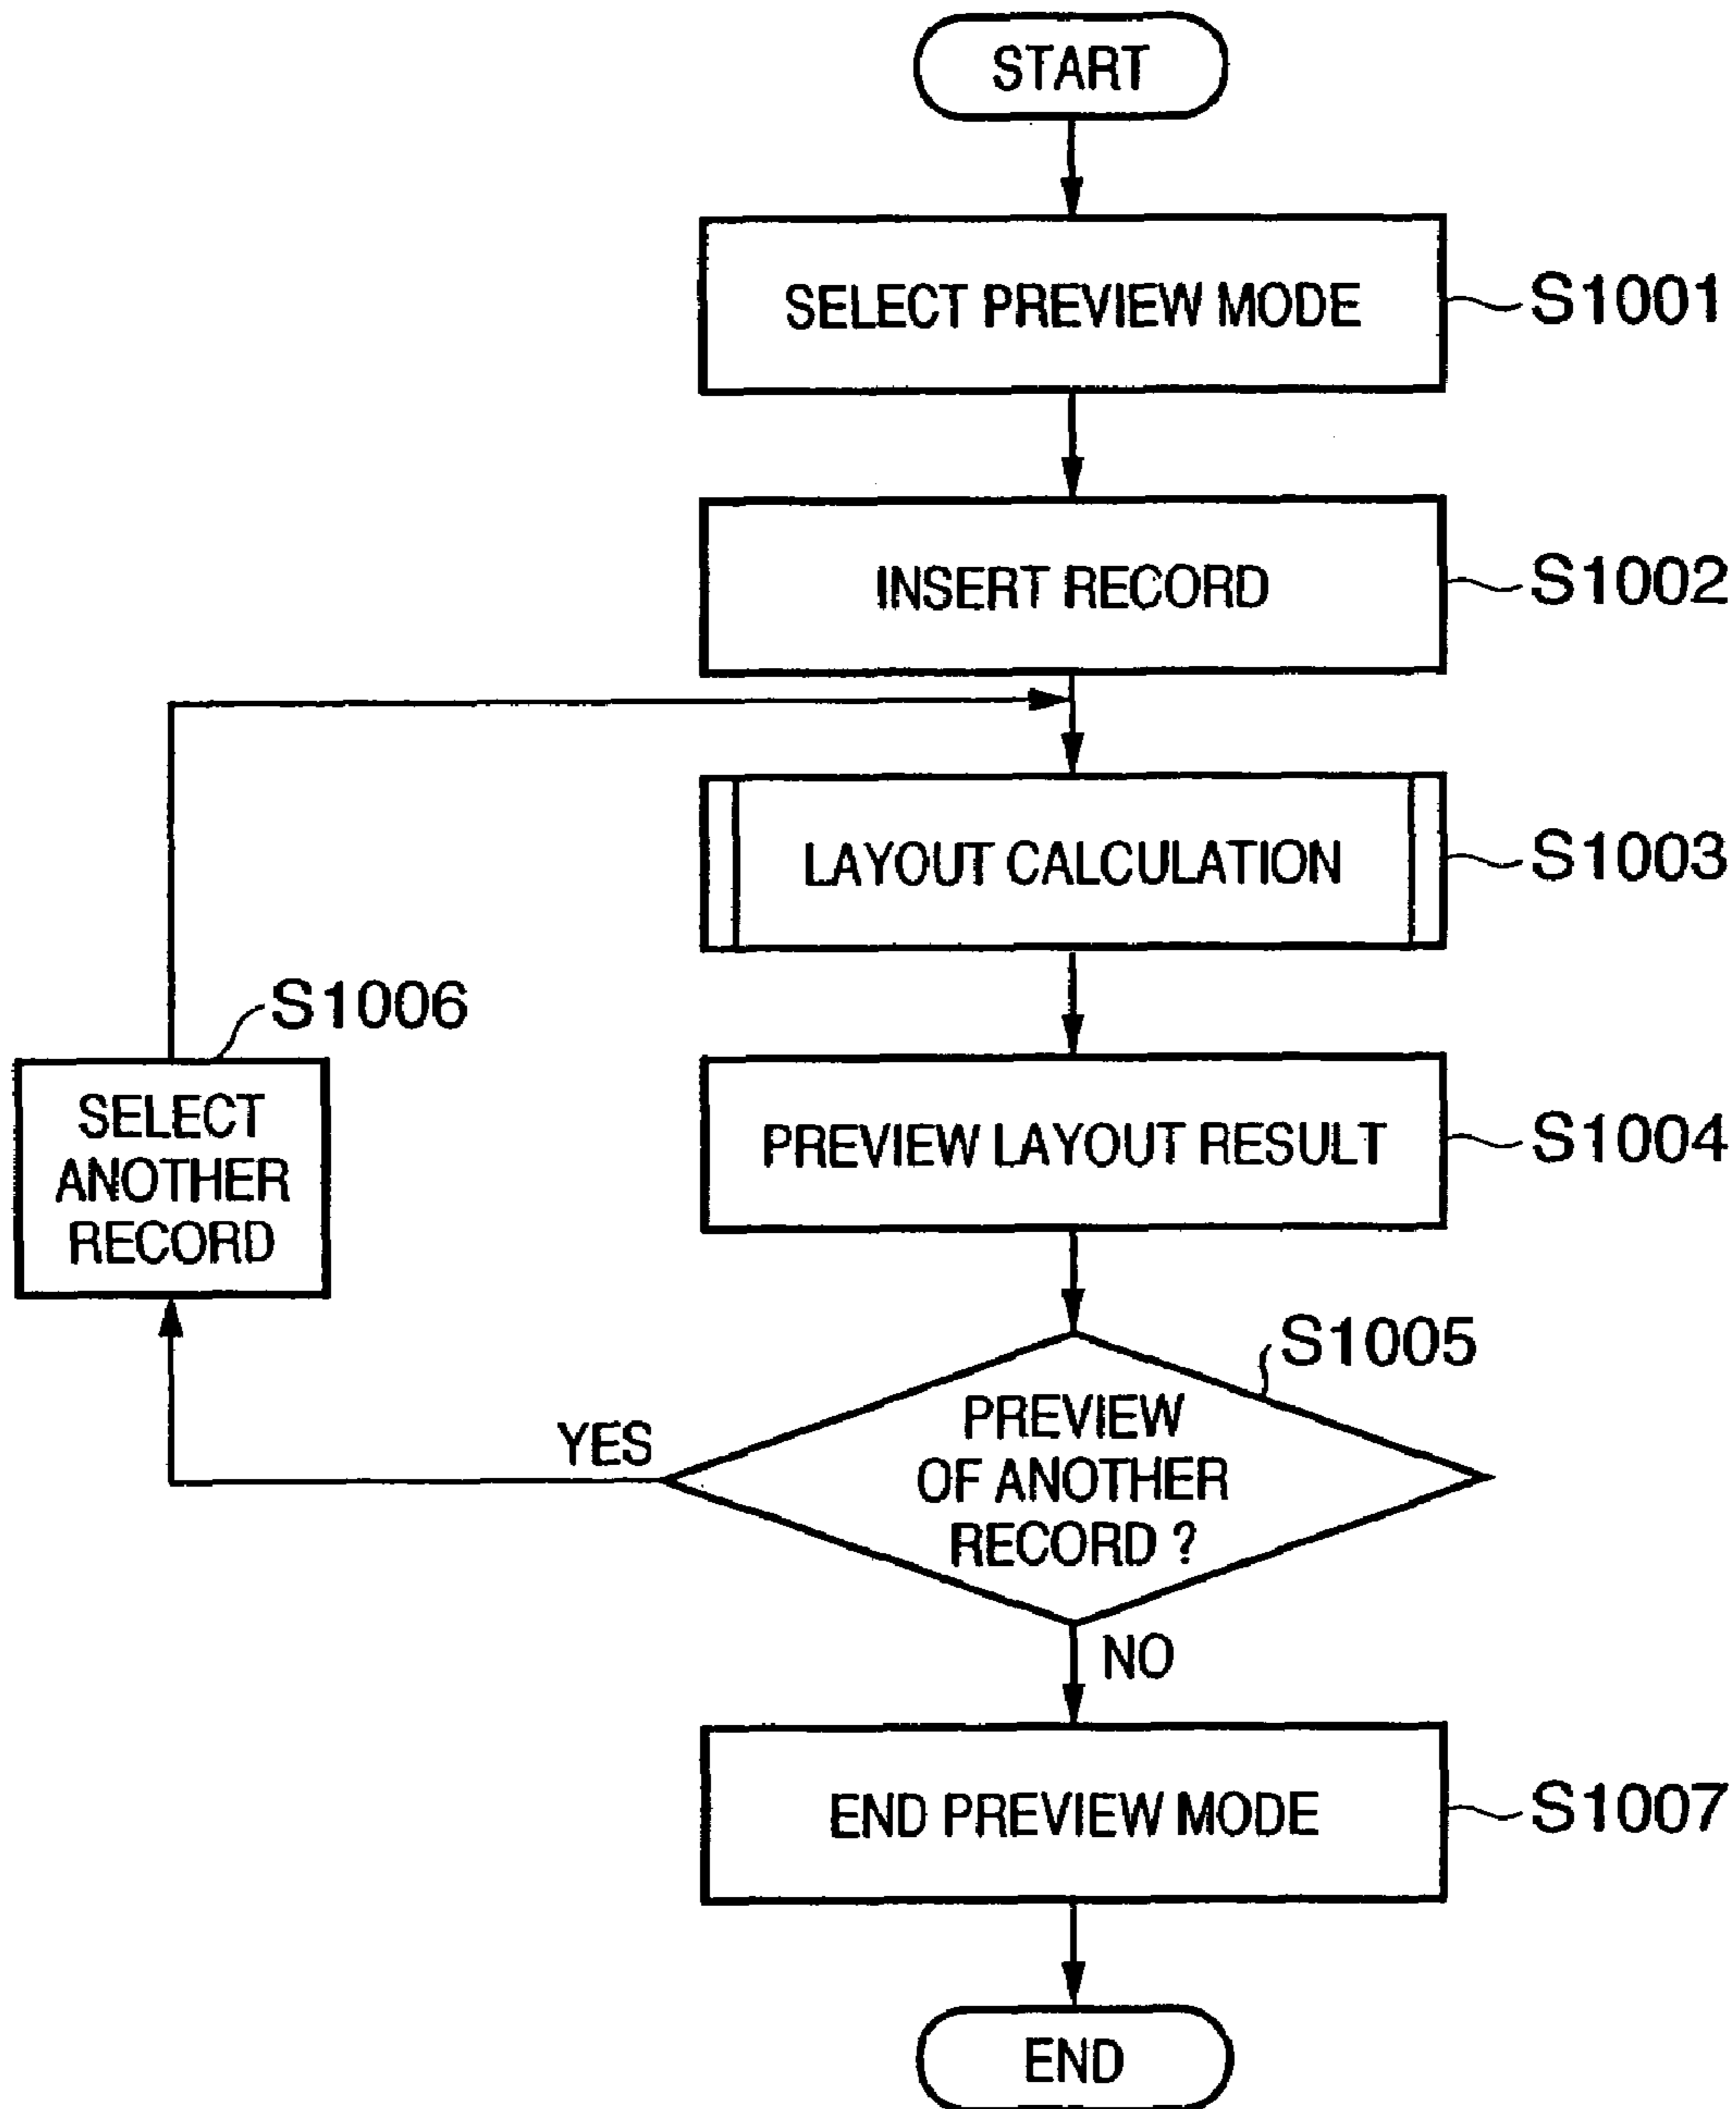 START
SELECT PREVIEW MODE
S1001
INSERT RECORD
S1002
LAYOUT CALCULATION
S1003
S1006
SELECT
ANOTHER
RECORD
PREVIEW LAYOUT RESULT
S1004
S1005
PREVIEW
OF ANOTHER
RECORD ?
YES
NO
END PREVIEW MODE
S1007
END